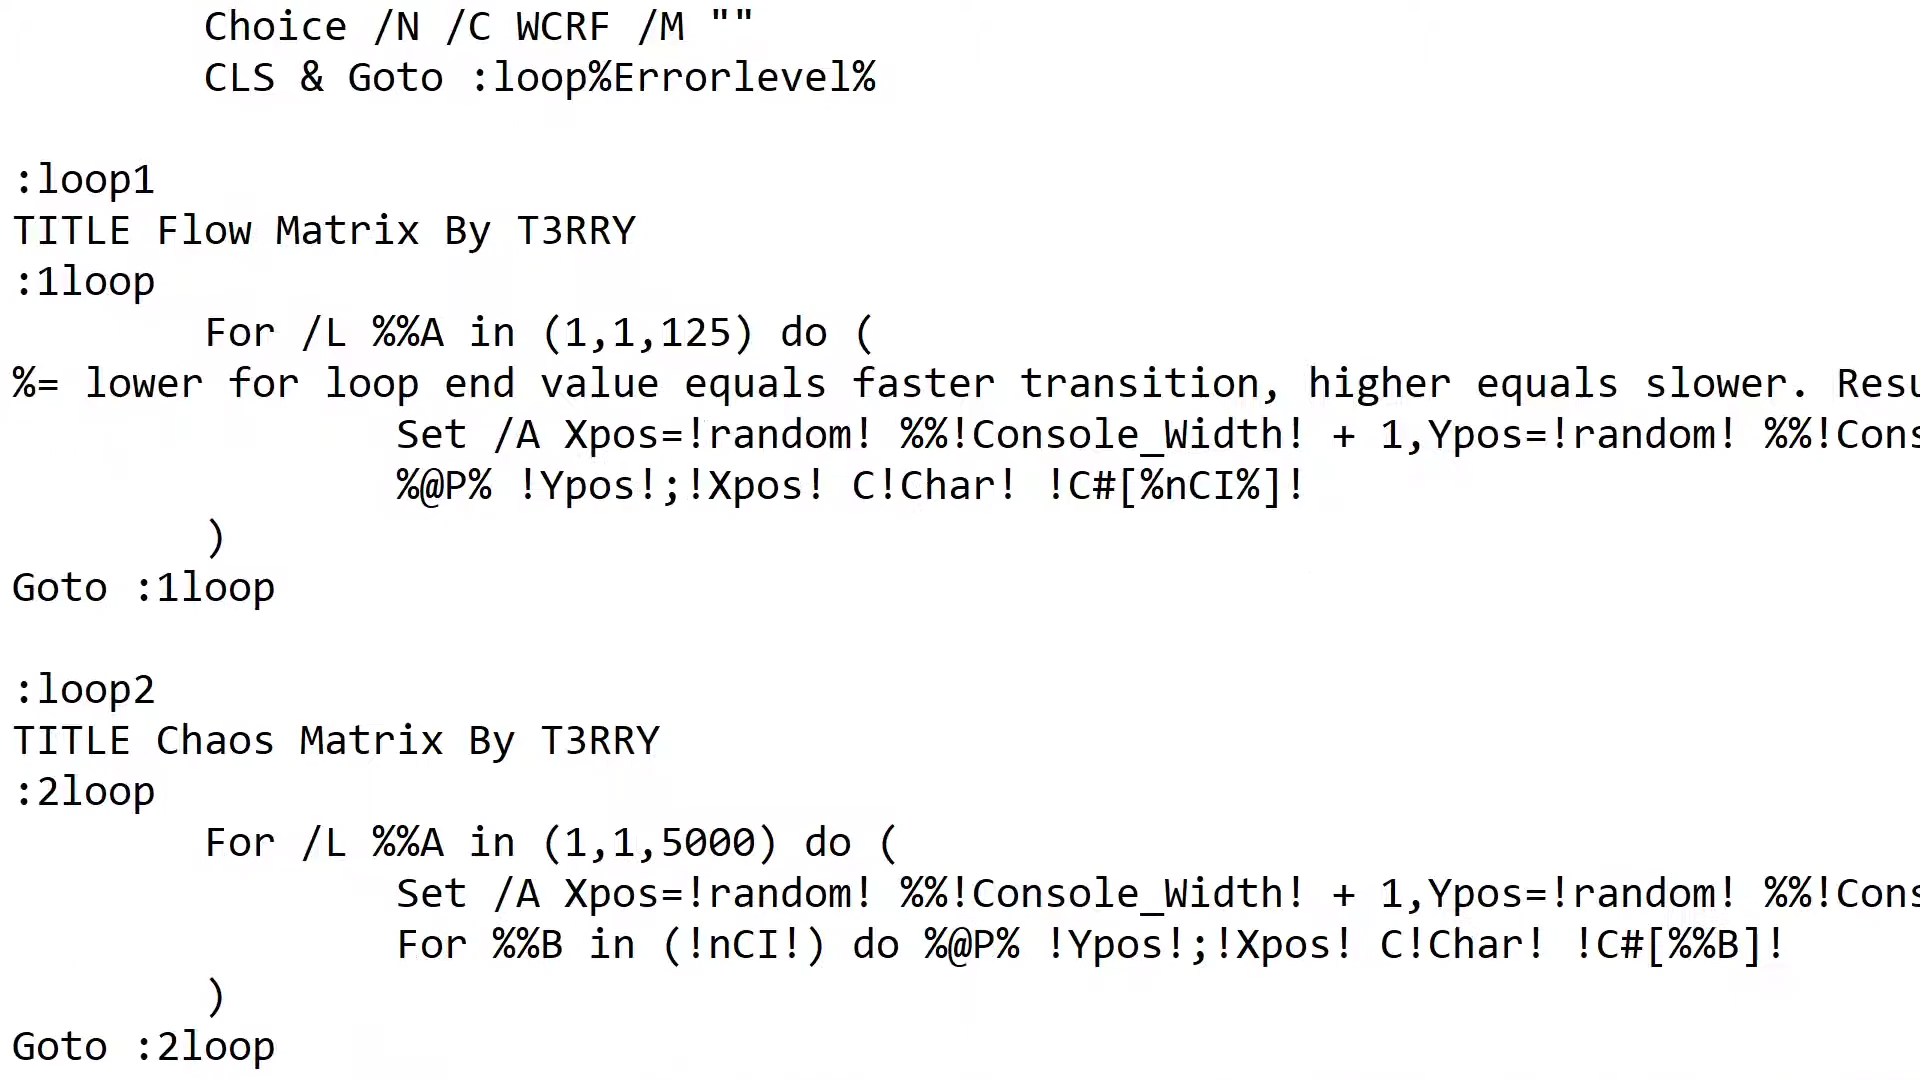 Choice /N /C WCRF /M ""
CLS & Goto :loop%Errorlevel%
:loop1
TITLE Flow Matrix By T3RRY
:1loop
For /L %%A in (1,1,125) do (
%= lower for loop end value equals faster transition, higher equals slower.
Set /A Xpos=!random! %%!Console_Width! + 1,Ypos=!random!
%@P% !Ypos!;!Xpos! C!Char! !C#[%nCI%]!
)
Goto :1loop
:loop2
TITLE Chaos Matrix By T3RRY
:2loop
For /L %%A in (1,1,5000) do (
Set /A Xpos=!random! %%!Console_Width! + 1,Ypos=!random!
For %%B in (!nCI!) do %@P% !Ypos!;!Xpos! C!Char! !C#[%%B]!
)
Goto :2loop